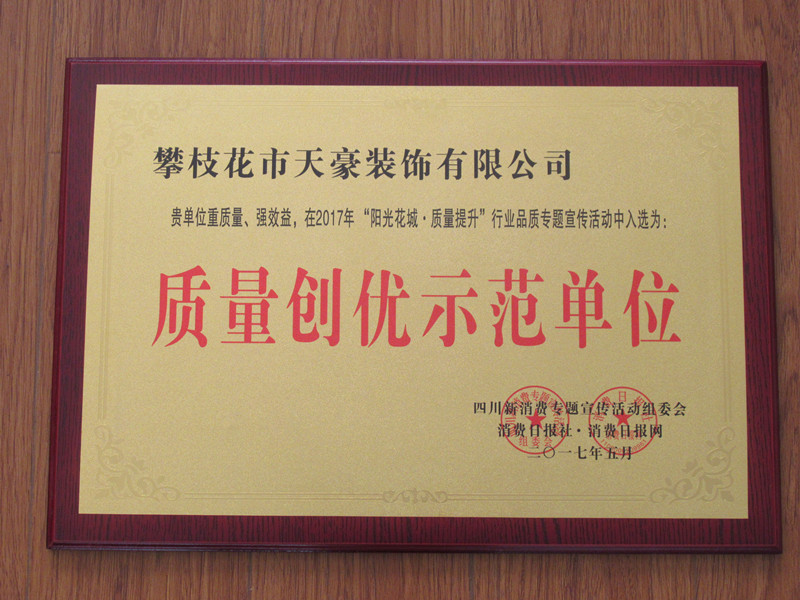 攀枝花市天豪装饰有限公司
贵单位重质量、强效益，在2017年“阳光花城·质量提升”行业品质专题宣传活动中入选为：
质量创优示范单位
四川新消费专题宣传活动组委会
消费日报社·消费日报网
二〇一七年五月